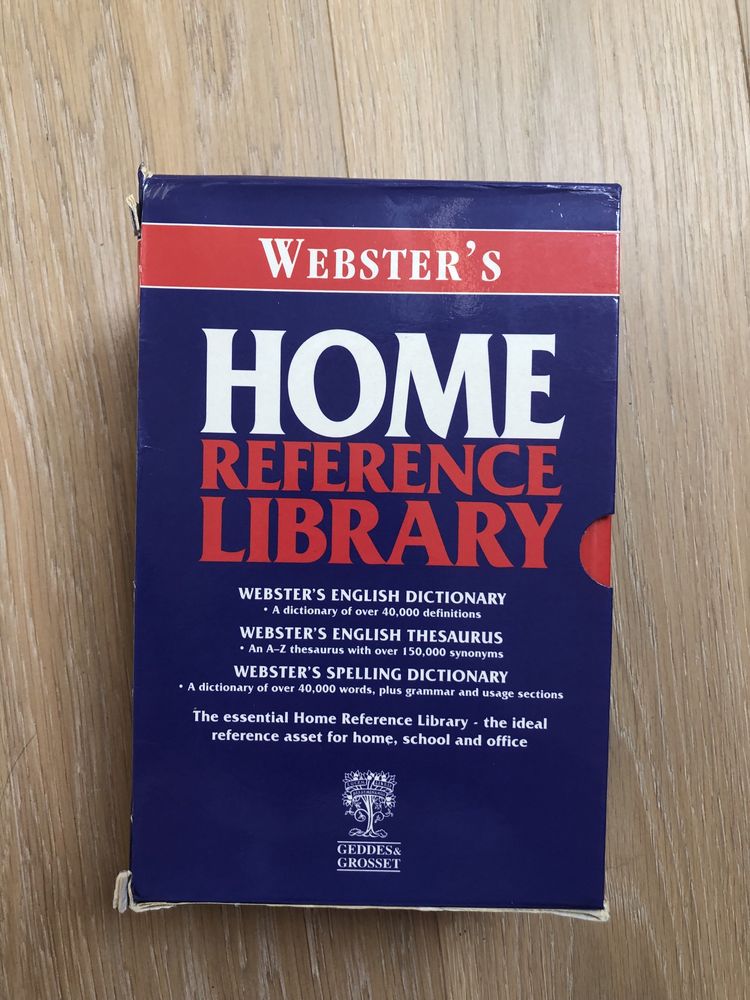 WEBSTER'S
HOME
REFERENCE
LIBRARY
WEBSTER'S ENGLISH DICTIONARY
• A dictionary of over 40,000 definitions
WEBSTER'S ENGLISH THESAURUS
• An A–Z thesaurus with over 150,000 synonyms
WEBSTER'S SPELLING DICTIONARY
• A dictionary of over 40,000 words, plus grammar and usage sections
The essential Home Reference Library - the ideal
reference asset for home, school and office
GEDDES &
GROSSET